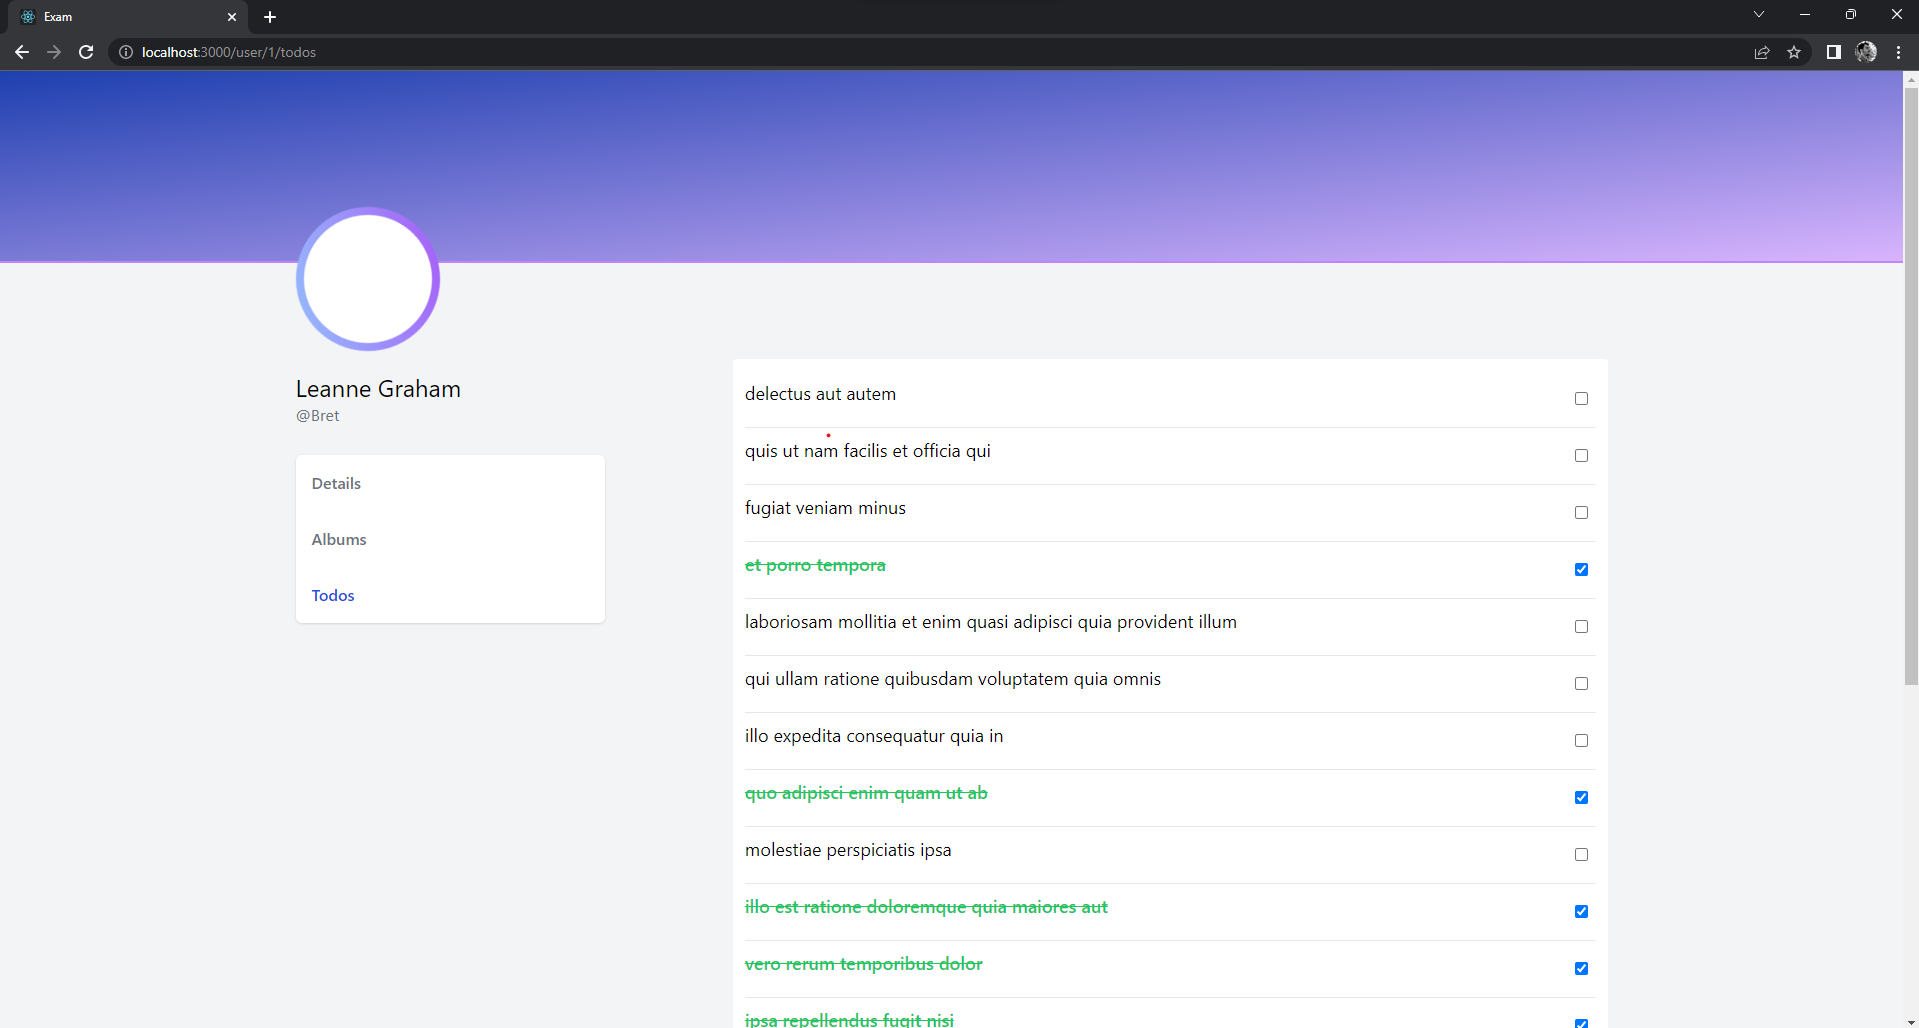 Exam
localhost:3000/user/1/todos
Leanne Graham
@Bret
Details
Albums
Todos
delectus aut autem
quis ut nam facilis et officia qui
fugiat veniam minus
et porro tempora
laboriosam mollitia et enim quasi adipisci quia provident illum
qui ullam ratione quibusdam voluptatem quia omnis
illo expedita consequatur quia in
quo adipisci enim quam ut ab
molestiae perspiciatis ipsa
illo est ratione doloremque quia maiores aut
vero rerum temporibus dolor
ipsa repellendus fugit nisi